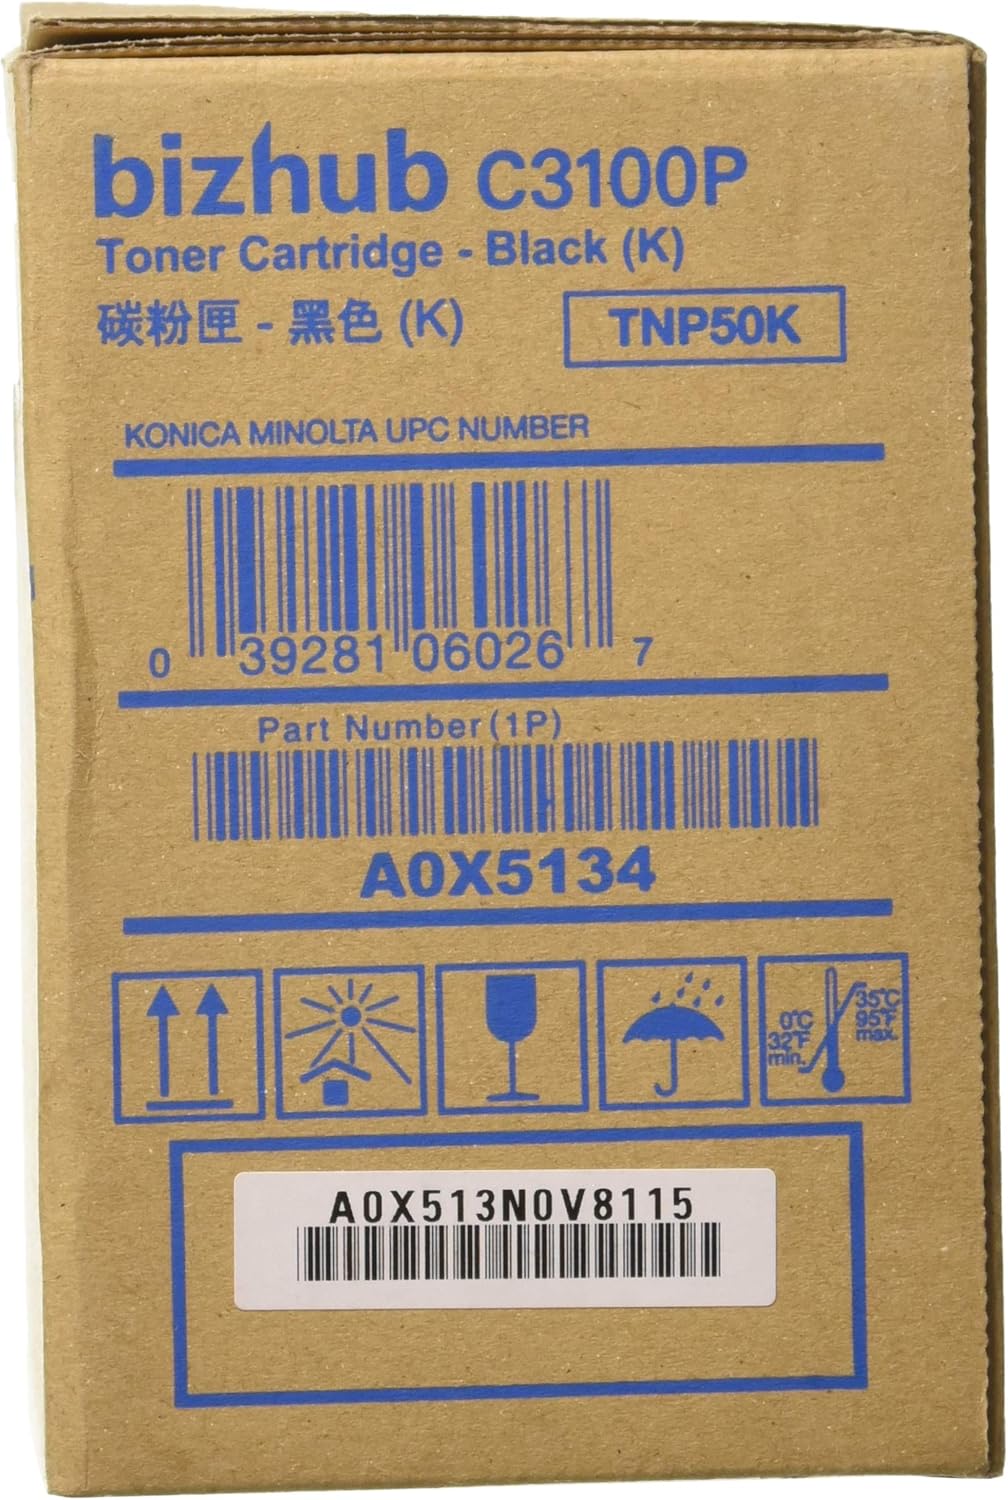 bizhub C3100P
Toner Cartridge - Black (K)
碳粉匣 - 黑色 (K)
TNP50K
KONICA MINOLTA UPC NUMBER
0 39281 06026 7
Part Number (1P)
A0X5134
0°C
32°F
min.
35°C
95°F
max.
A0X513N0V8115